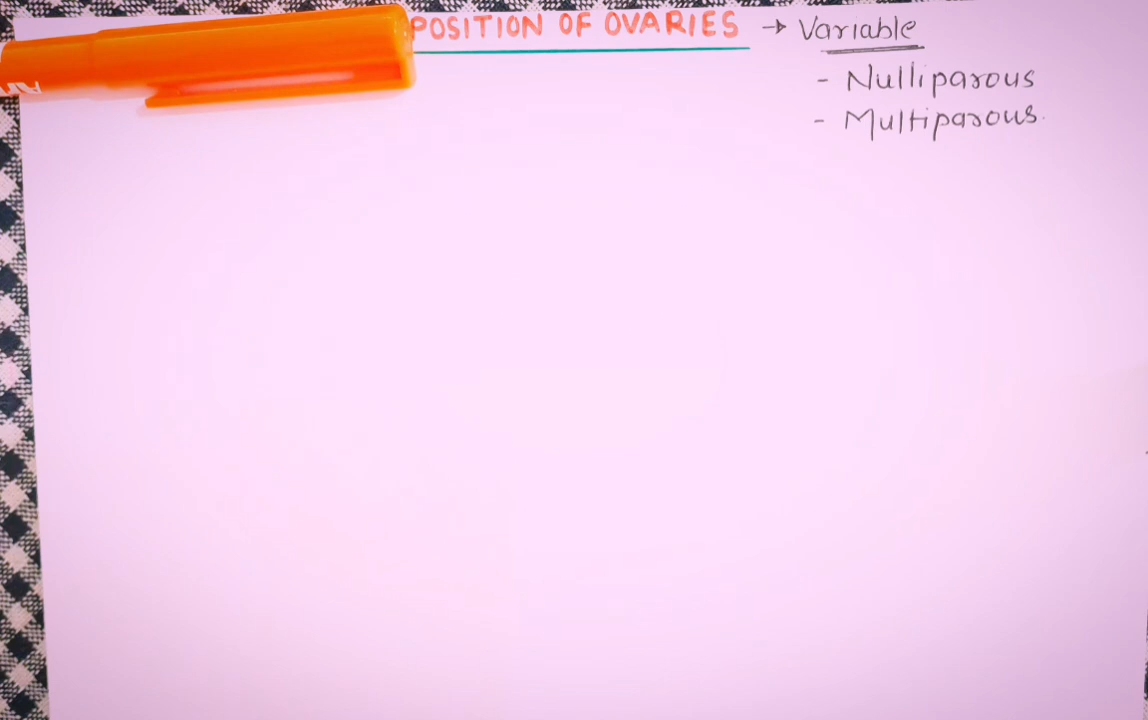 POSITION OF OVARIES → Variable
- Nulliparous
- Multiparous